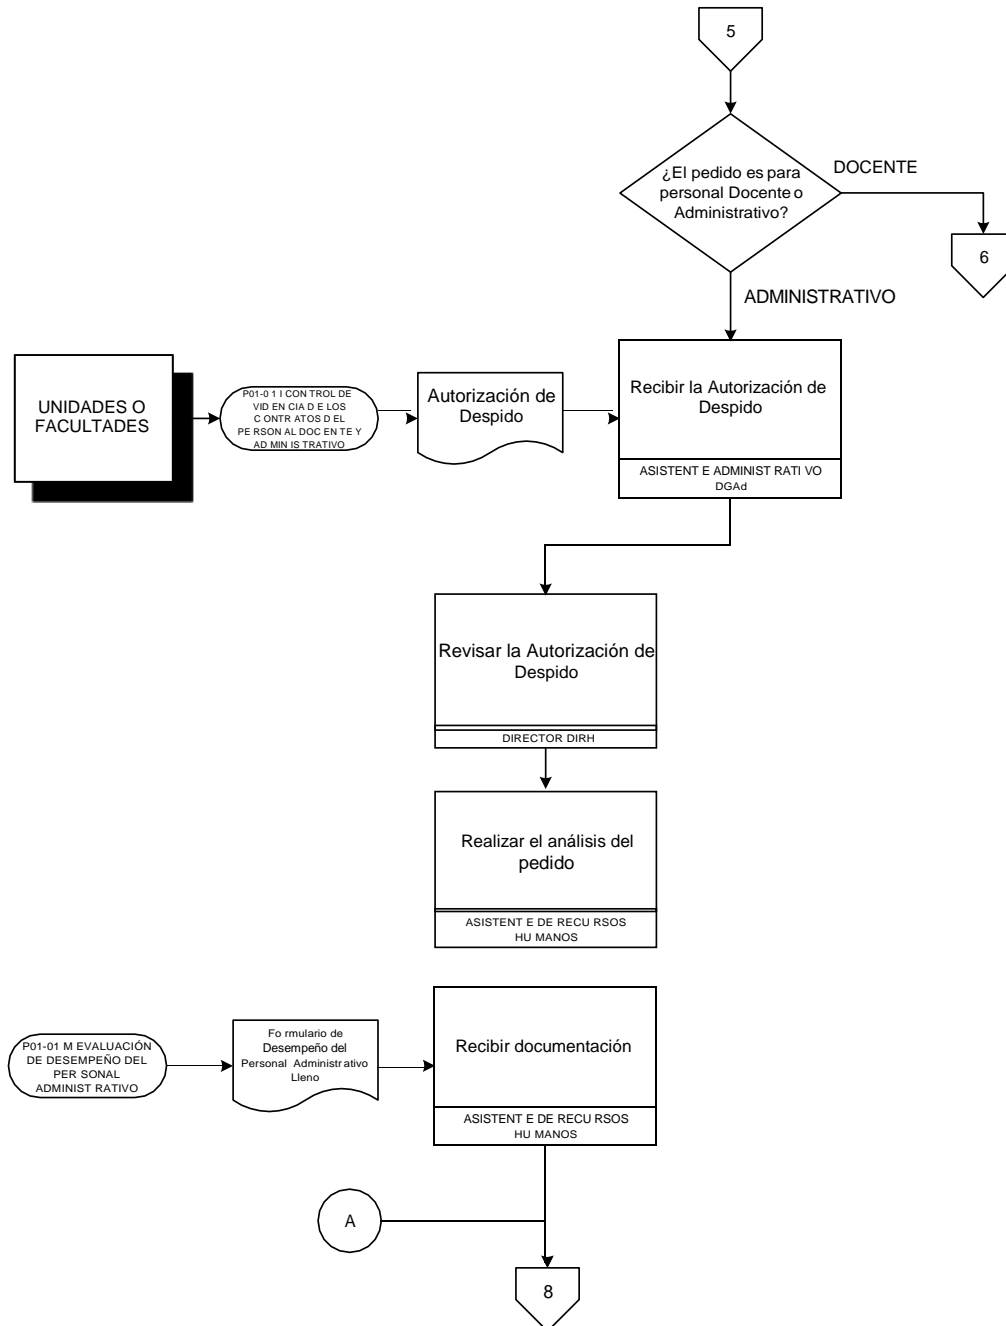 5
¿El pedido es para
personal Docente o
Administrativo?
DOCENTE
6
ADMINISTRATIVO
UNIDADES O
FACULTADES
P01-0 1 I CON TROL DE
VID EN CIA D E LOS
C ONTR ATOS D EL
PE RSON AL DOC EN TE Y
AD MIN IS TRATIVO
Autorización de
Despido
Recibir la Autorización de
Despido
ASISTENT E ADMINIST RATI VO
DGAd
Revisar la Autorización de
Despido
DIRECTOR DIRH
Realizar el análisis del
pedido
ASISTENT E DE RECU RSOS
HU MANOS
P01-01 M EVALUACIÓN
DE DESEMPEÑO DEL
PER SONAL
ADMINIST RATIVO
Fo rmulario de
Desempeño del
Personal Administrativo
Lleno
Recibir documentación
ASISTENT E DE RECU RSOS
HU MANOS
A
8